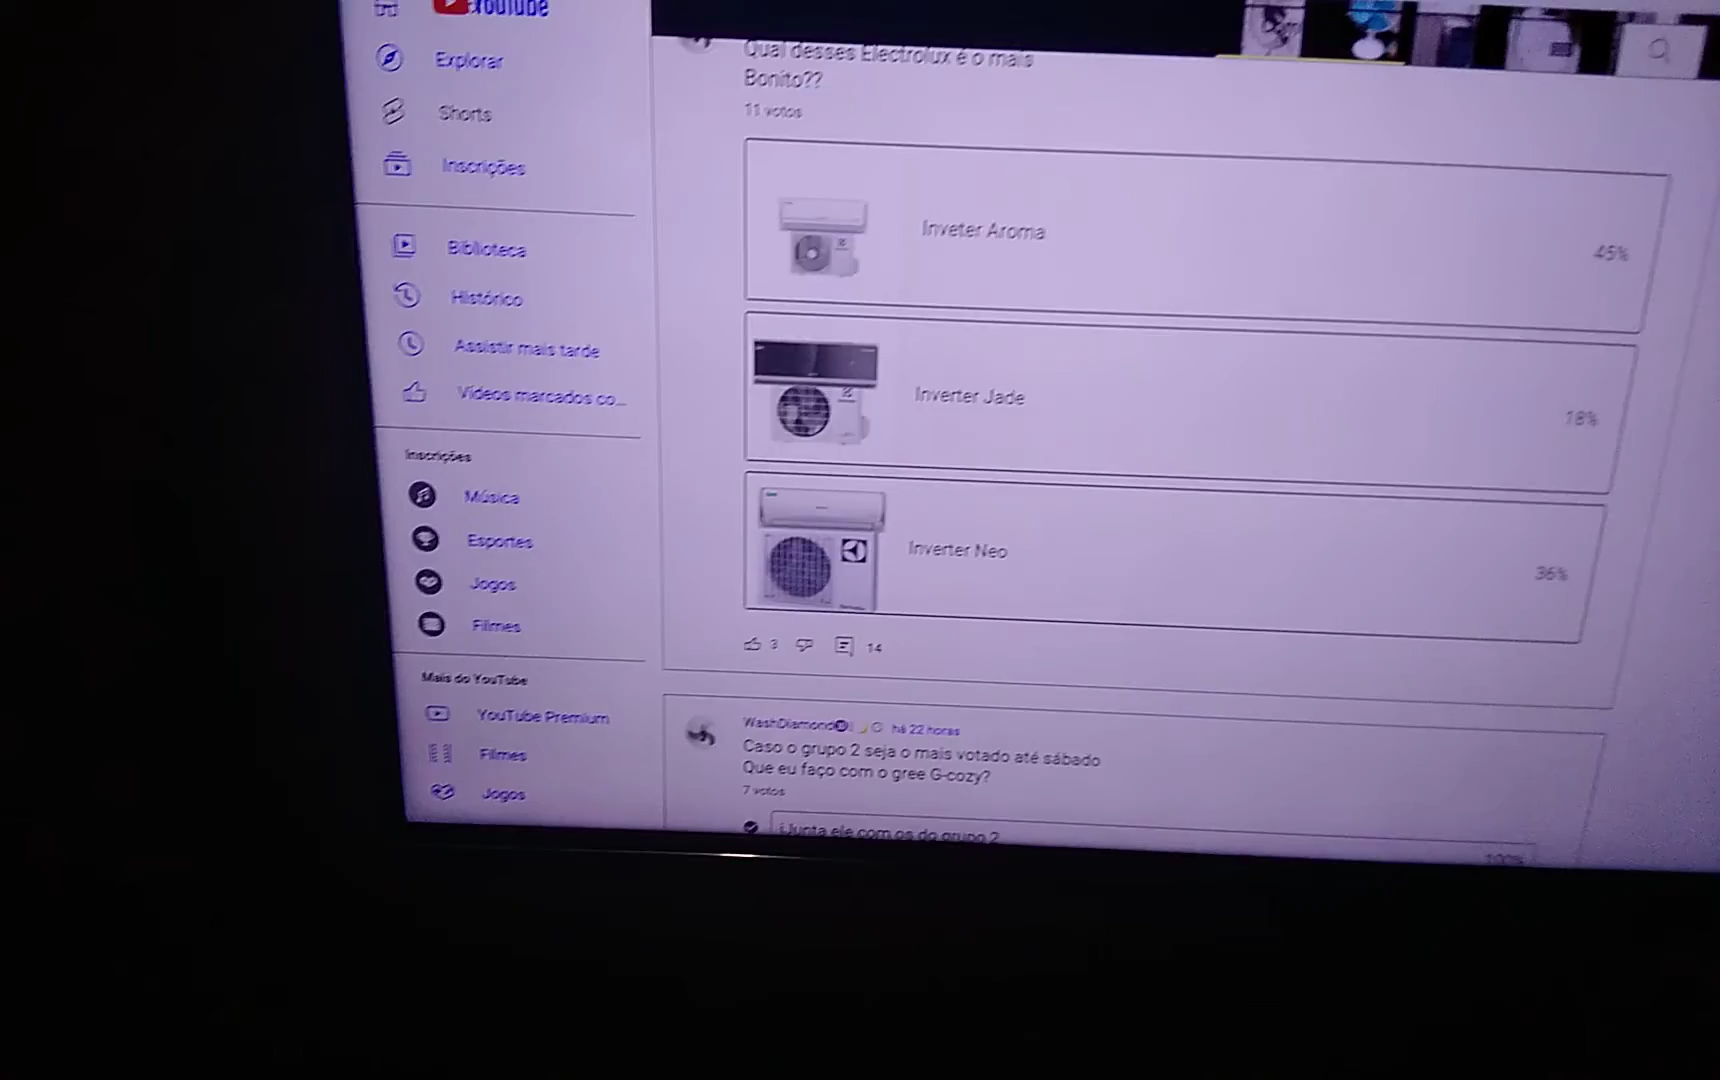 YouTube
Explorar
Shorts
Inscrições
Biblioteca
Histórico
Assistir mais tarde
Vídeos marcados co...
Inscrições
Música
Esportes
Jogos
Filmes
Mais do YouTube
YouTube Premium
Filmes
Jogos
Qual desses Electrolux é o mais
Bonito??
11 votos
Inveter Aroma
45%
Inverter Jade
18%
Inverter Neo
36%
3
14
WashDiamond
há 22 horas
Caso o grupo 2 seja o mais votado até sábado
Que eu faço com o gree G-cozy?
7 votos
Junta ele com os do grupo 2
100%